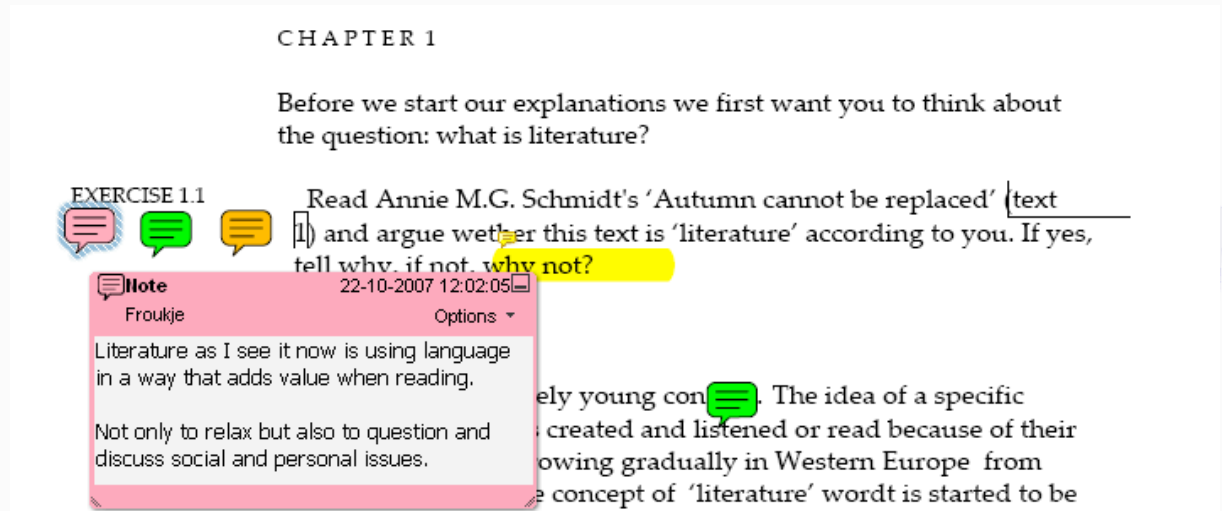 CHAPTER 1
Before we start our explanations we first want you to think about
the question: what is literature?
EXERCISE 1.1
Read Annie M.G. Schmidt's ‘Autumn cannot be replaced’ (text
1) and argue wether this text is ‘literature’ according to you. If yes,
tell why, if not, why not?
Note 22-10-2007 12:02:05
Froukje Options
Literature as I see it now is using language
in a way that adds value when reading.
Not only to relax but also to question and
discuss social and personal issues.
young . The idea of a specific
created and listened or read because of their
gradually in Western Europe from
concept of ‘literature’ wordt is started to be